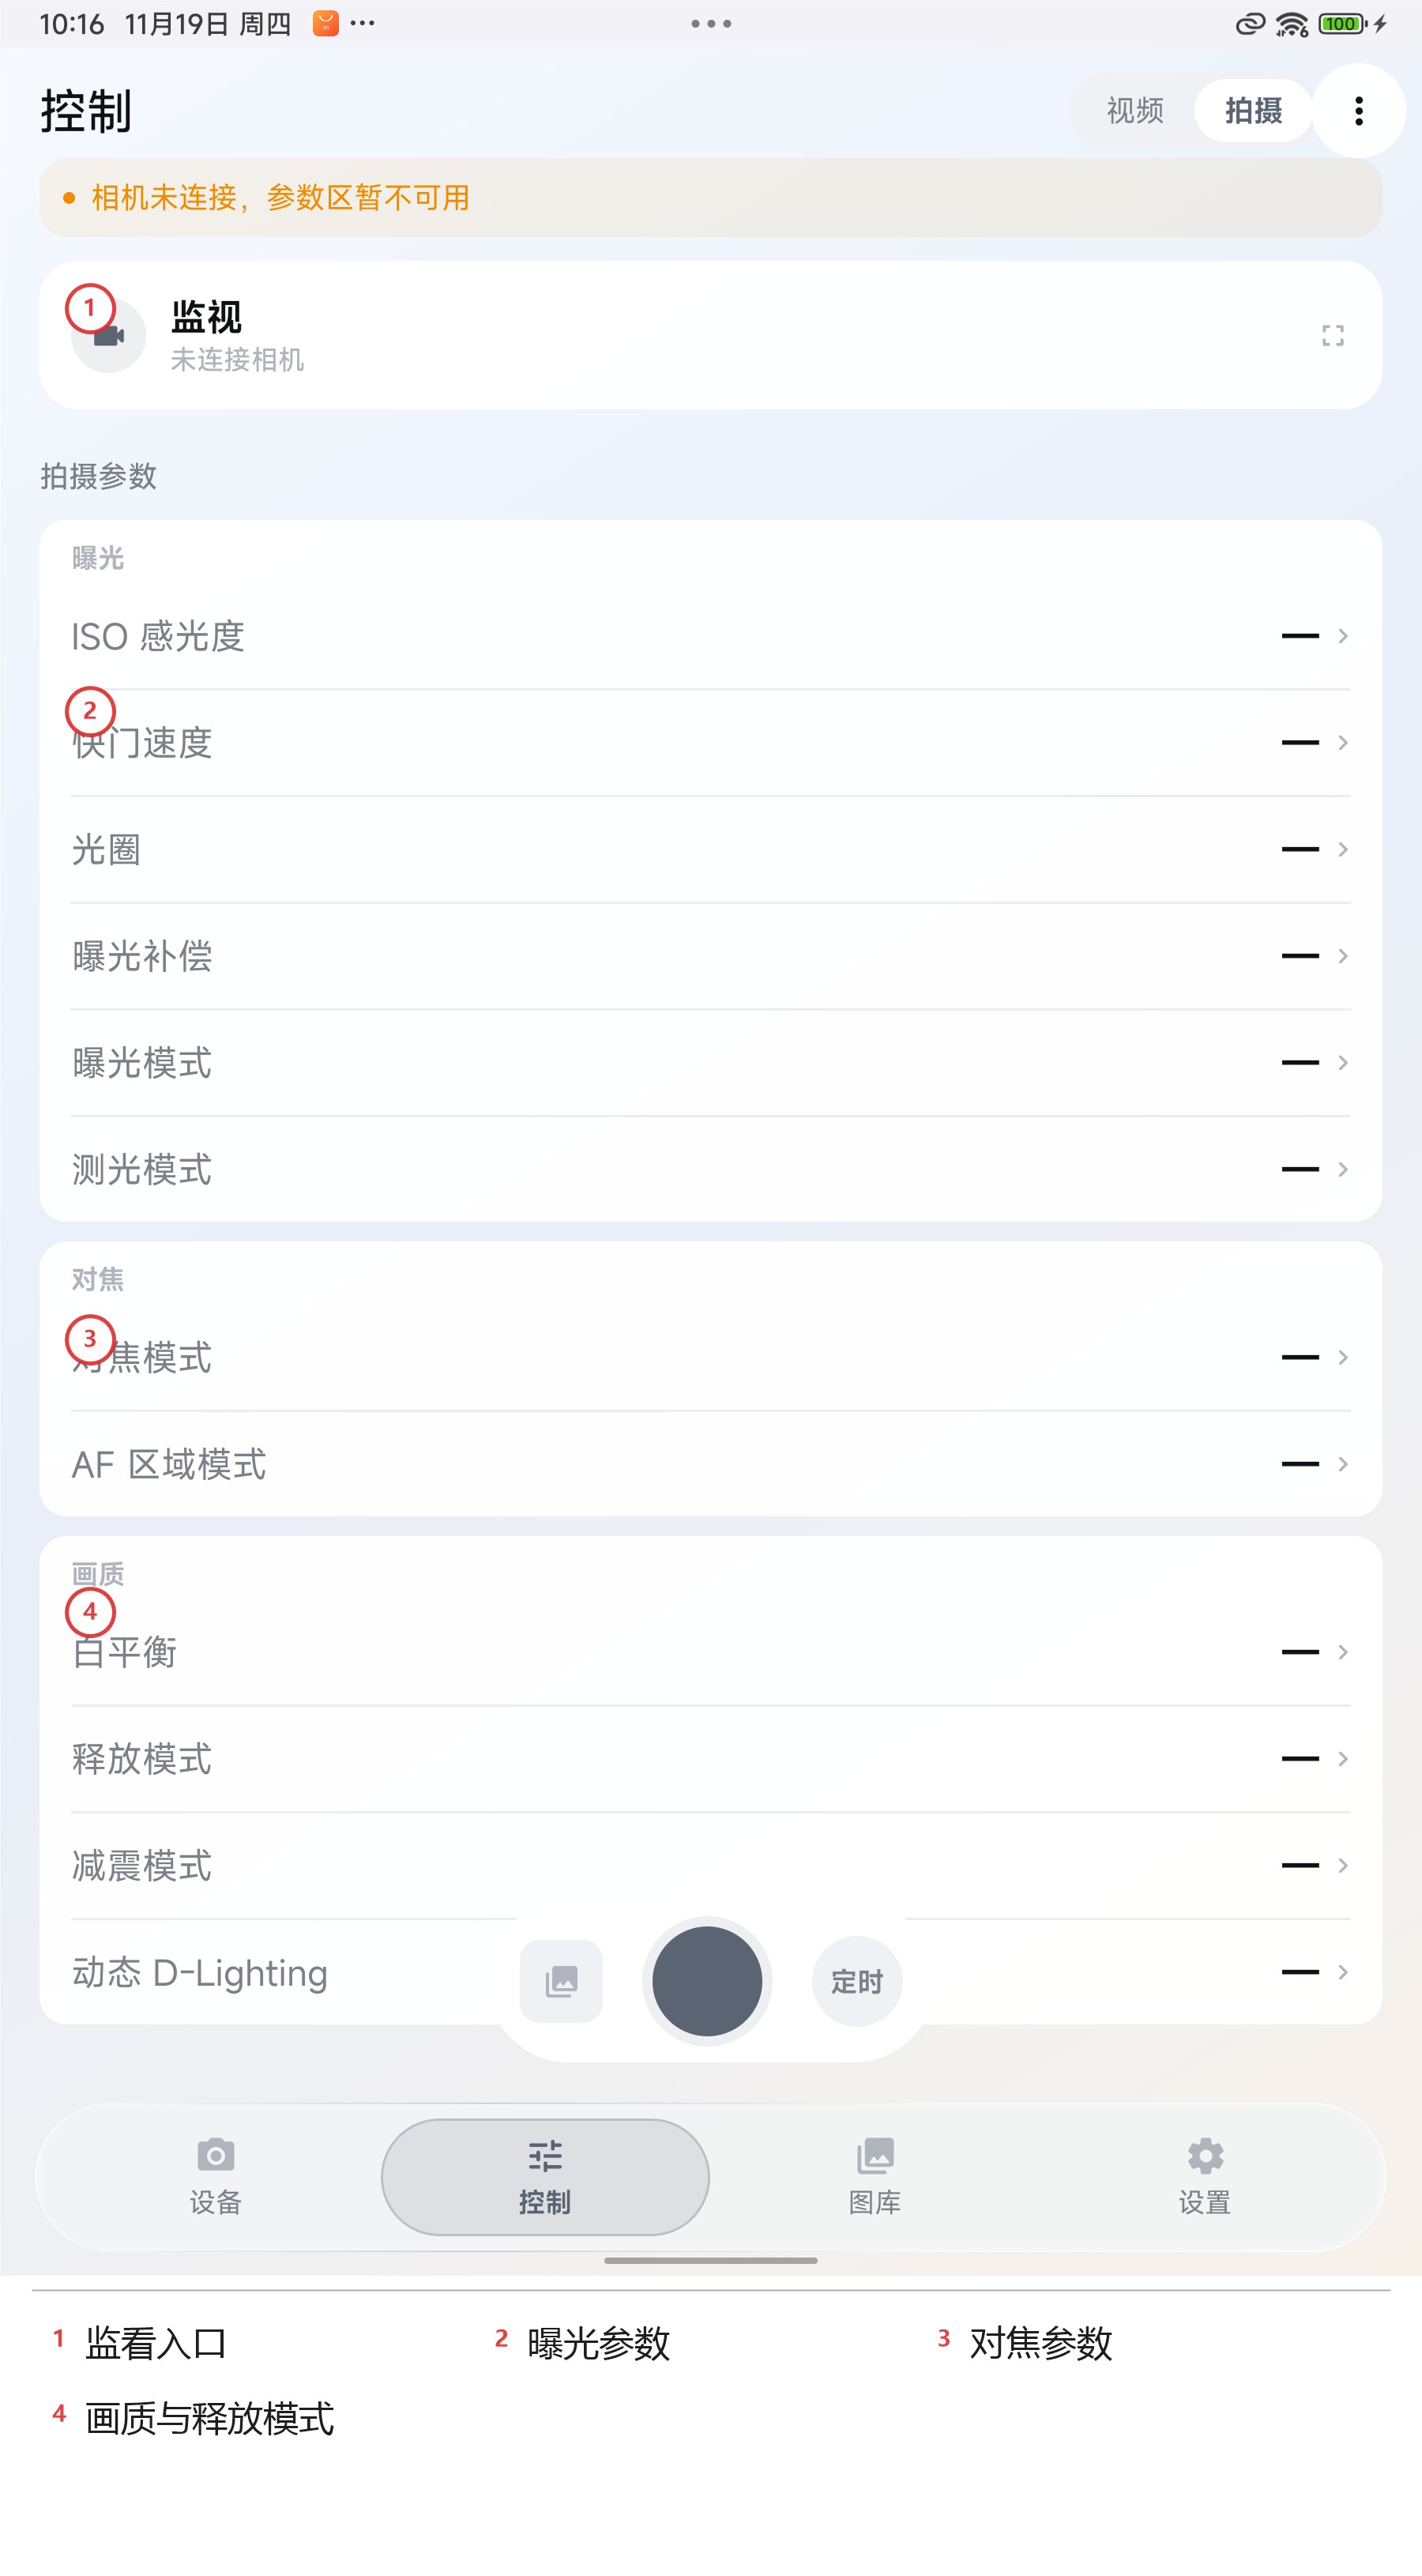 10:16 11月19日 周四 100
控制 视频 拍摄
相机未连接，参数区暂不可用
1 监视
未连接相机
拍摄参数
曝光
ISO 感光度 —
2
快门速度 —
光圈 —
曝光补偿 —
曝光模式 —
测光模式 —
对焦
3
对焦模式 —
AF 区域模式 —
画质
4
白平衡 —
释放模式 —
减震模式 —
动态 D-Lighting 定时 —
设备 控制 图库 设置
1 监看入口 2 曝光参数 3 对焦参数
4 画质与释放模式